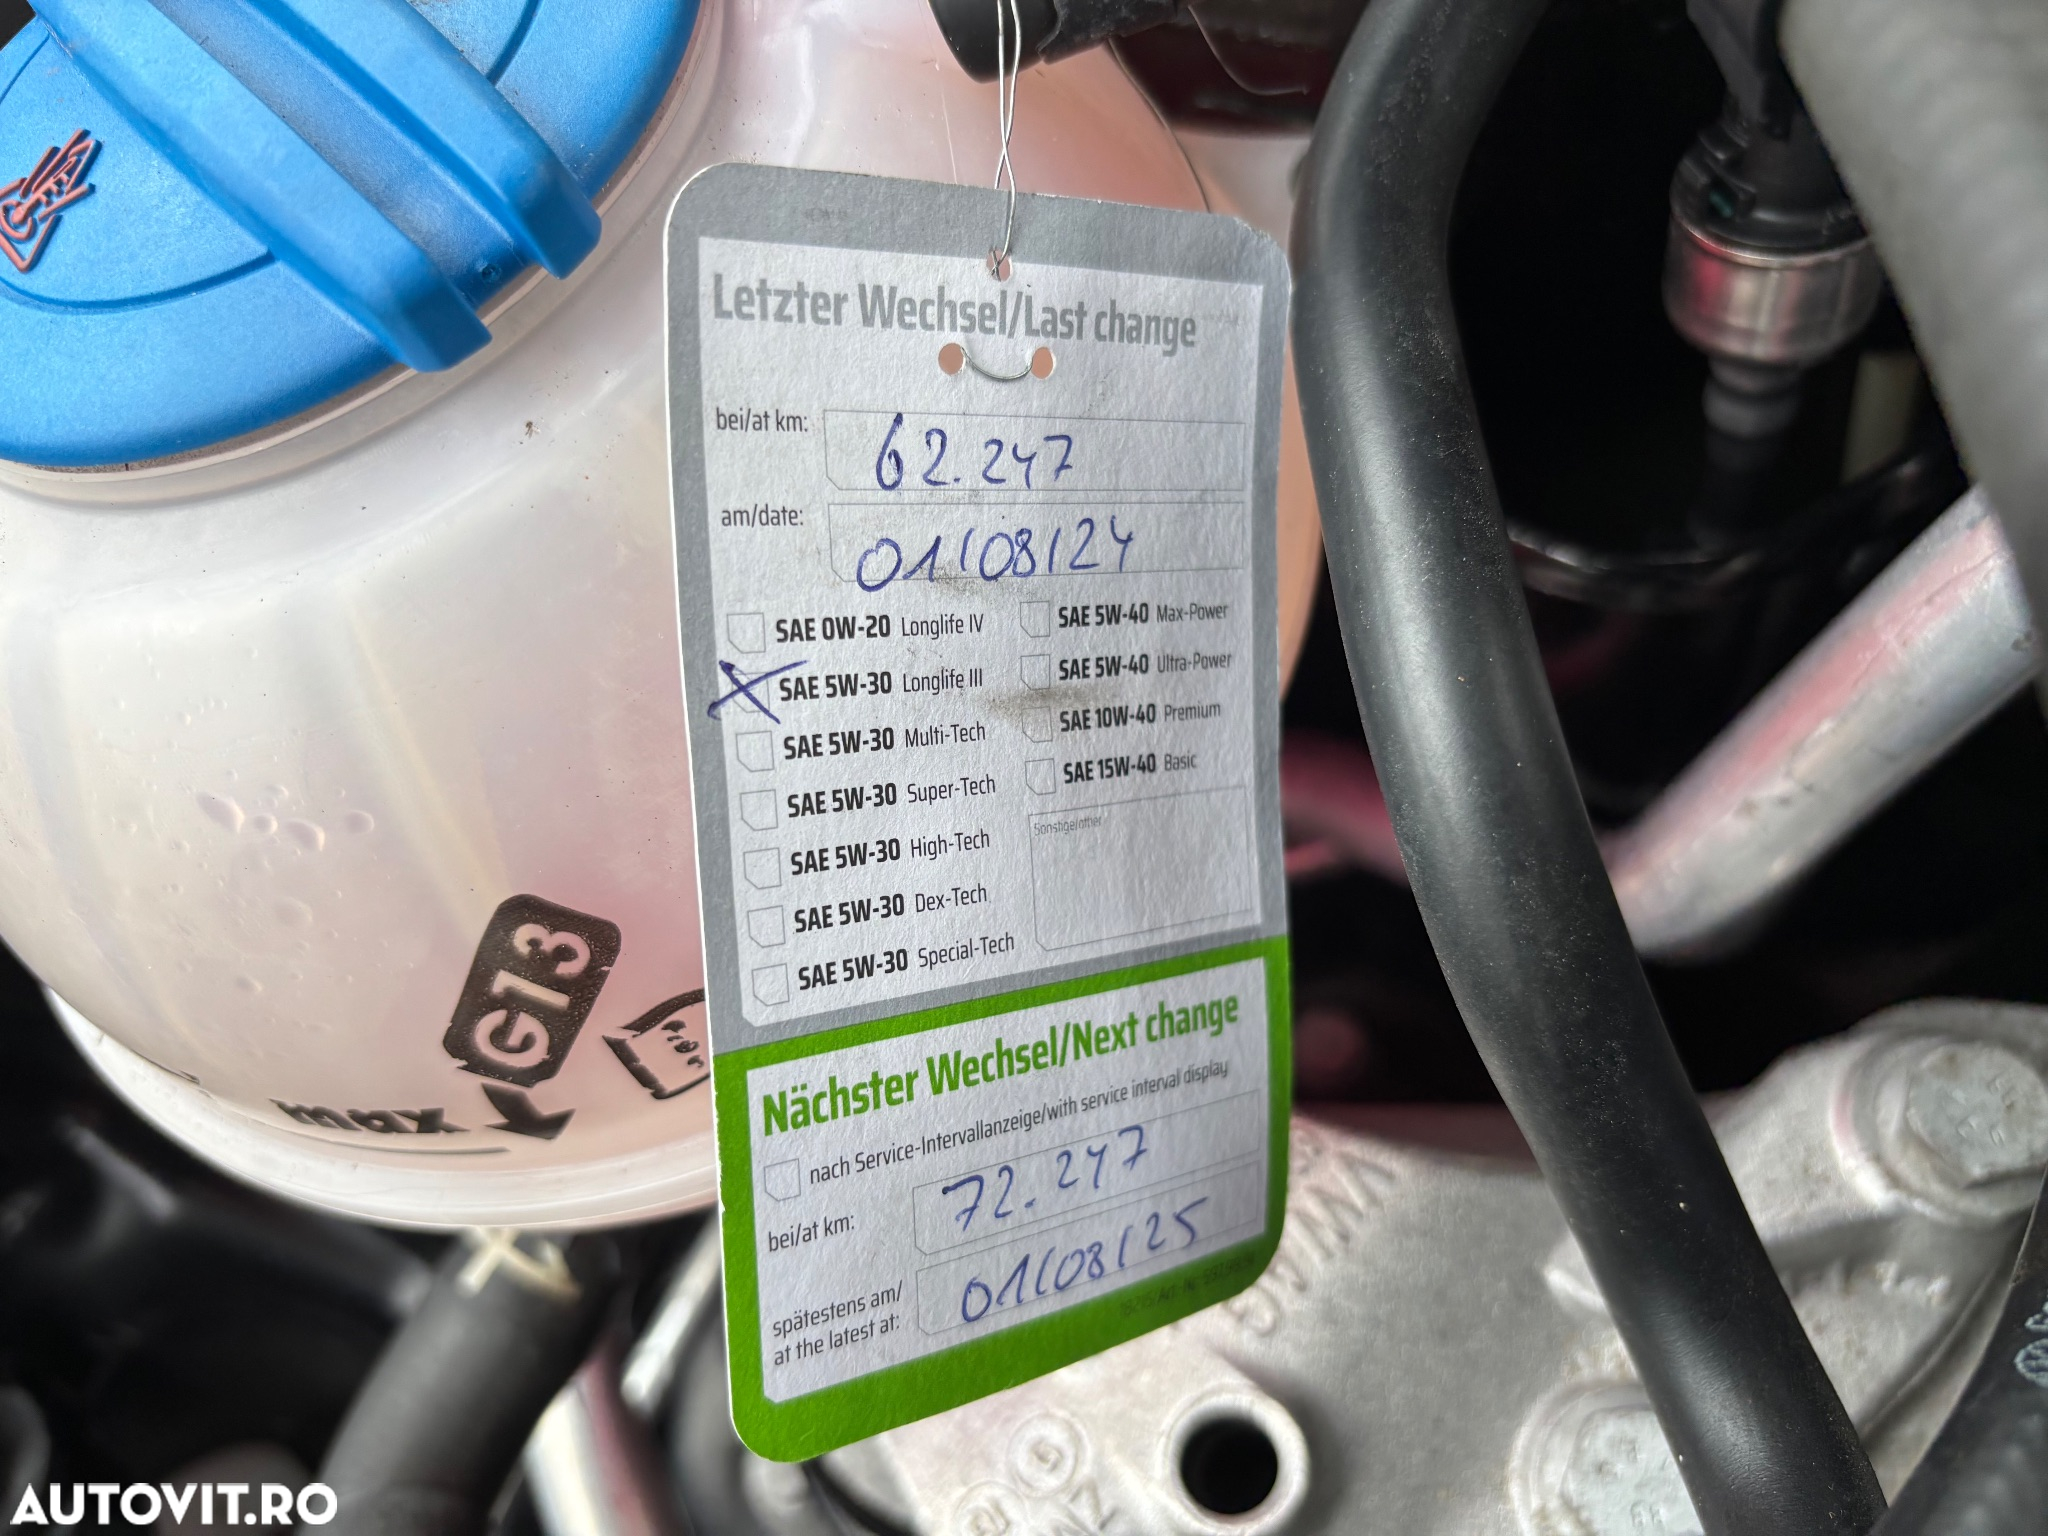 Letzter Wechsel/Last change
bei/at km: 62.247
am/date: 01/08/24
SAE 0W-20 Longlife IV
SAE 5W-30 Longlife III
SAE 5W-30 Multi-Tech
SAE 5W-30 Super-Tech
SAE 5W-30 High-Tech
SAE 5W-30 Dex-Tech
SAE 5W-30 Special-Tech
SAE 5W-40 Max-Power
SAE 5W-40 Ultra-Power
SAE 10W-40 Premium
SAE 15W-40 Basic
Sonstige/other
Nächster Wechsel/Next change
nach Service-Intervallanzeige/with service interval display
bei/at km: 72.247
spätestens am/
at the latest at: 01/08/25
G13
max
AUTOVIT.RO